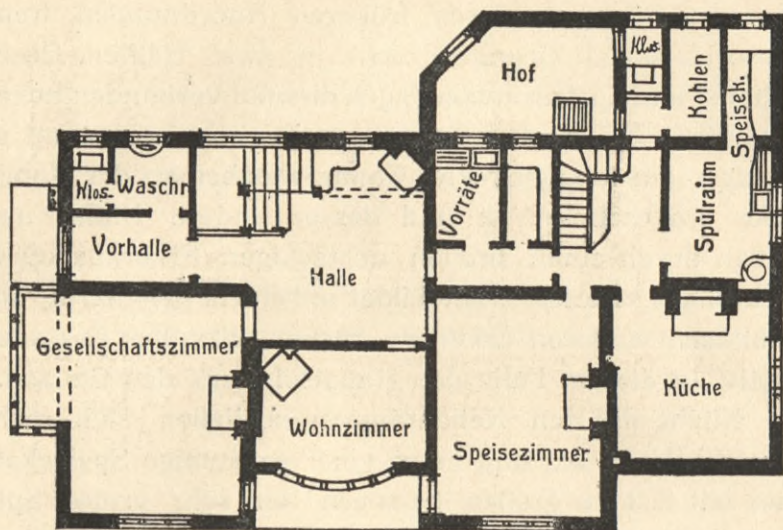 Hof
Klos.
Kohlen
Speisek.
Klos.
Waschr
Vorräte
Spülraum
Vorhalle
Halle
Gesellschaftszimmer
Wohnzimmer
Speisezimmer
Küche